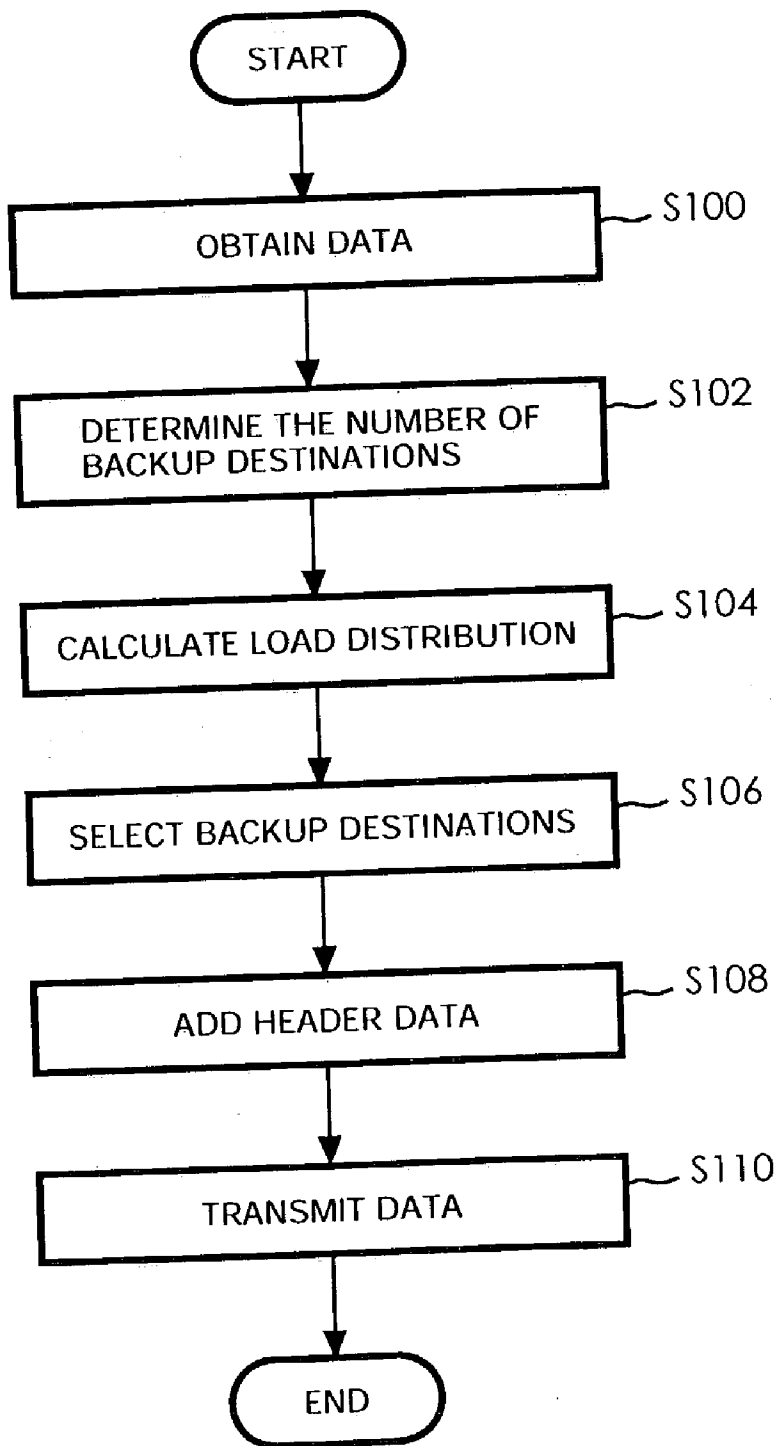 START
OBTAIN DATA
S100
DETERMINE THE NUMBER OF
BACKUP DESTINATIONS
S102
CALCULATE LOAD DISTRIBUTION
S104
SELECT BACKUP DESTINATIONS
S106
ADD HEADER DATA
S108
TRANSMIT DATA
S110
END